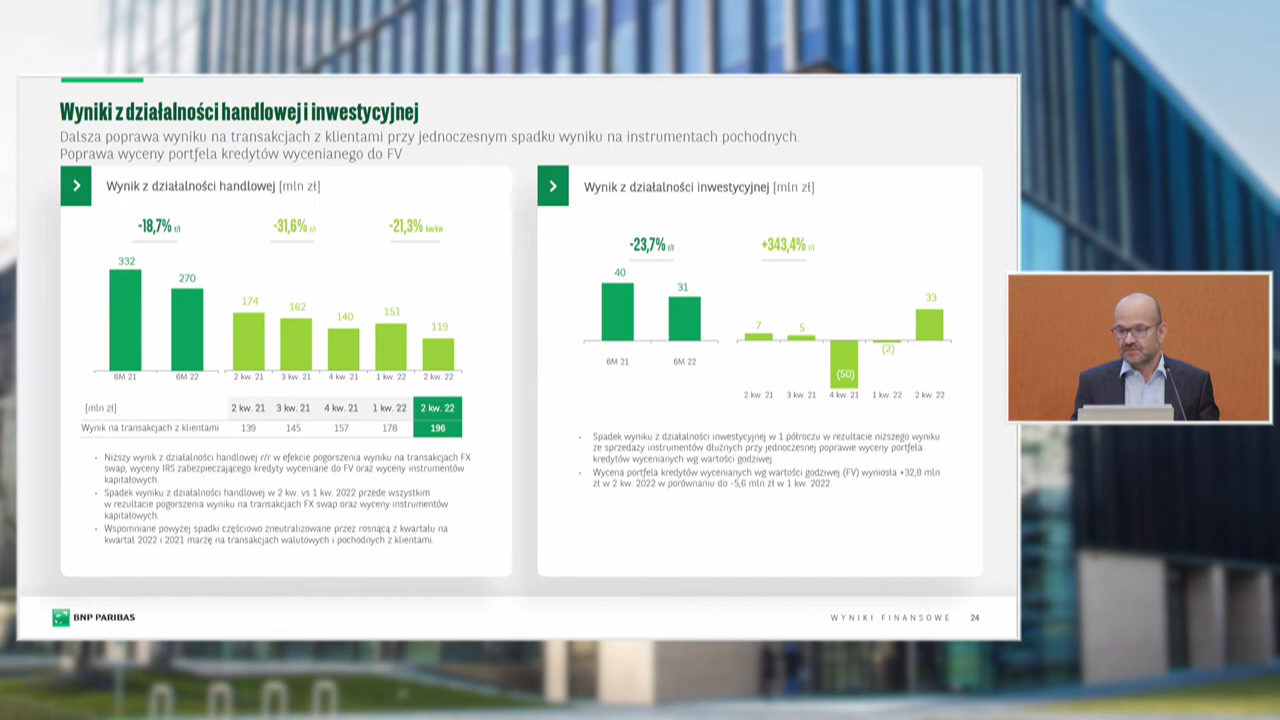 Wyniki z działalności handlowej i inwestycyjnej
Dalsza poprawa wyniku na transakcjach z klientami przy jednoczesnym spadku wyniku na instrumentach pochodnych.
Poprawa wyceny portfela kredytów wycenianego do FV
Wynik z działalności handlowej [mln zł]
-18,7% r/r
-31,6% r/r
-21,3% kw/kw
332
270
174
162
140
151
119
6M 21
6M 22
2 kw. 21
3 kw. 21
4 kw. 21
1 kw. 22
2 kw. 22
[mln zł] 2 kw. 21 3 kw. 21 4 kw. 21 1 kw. 22 2 kw. 22
Wynik na transakcjach z klientami 139 145 157 178 196
• Niższy wynik z działalności handlowej r/r w efekcie pogorszenia wyniku na transakcjach FX
swap, wyceny IRS zabezpieczającego kredyty wyceniane do FV oraz wyceny instrumentów
kapitałowych.
• Spadek wyniku z działalności handlowej w 2 kw. vs 1 kw. 2022 przede wszystkim
w rezultacie pogorszenia wyniku na transakcjach FX swap oraz wyceny instrumentów
kapitałowych.
• Wspomniane powyżej spadki częściowo zneutralizowane przez rosnącą z kwartału na
kwartał 2022 i 2021 marżę na transakcjach walutowych i pochodnych z klientami.
Wynik z działalności inwestycyjnej [mln zł]
-23,7% r/r
+343,4% r/r
40
31
7
5
(50)
(2)
33
6M 21
6M 22
2 kw. 21
3 kw. 21
4 kw. 21
1 kw. 22
2 kw. 22
• Spadek wyniku z działalności inwestycyjnej w 1 półroczu w rezultacie niższego wyniku
ze sprzedaży instrumentów dłużnych przy jednoczesnej poprawie wyceny portfela
kredytów wycenianych wg wartości godziwej.
• Wycena portfela kredytów wycenianych wg wartości godziwej (FV) wyniosła +32,8 mln
zł w 2 kw. 2022 w porównaniu do -5,6 mln zł w 1 kw. 2022.
BNP PARIBAS
WYNIKI FINANSOWE 24